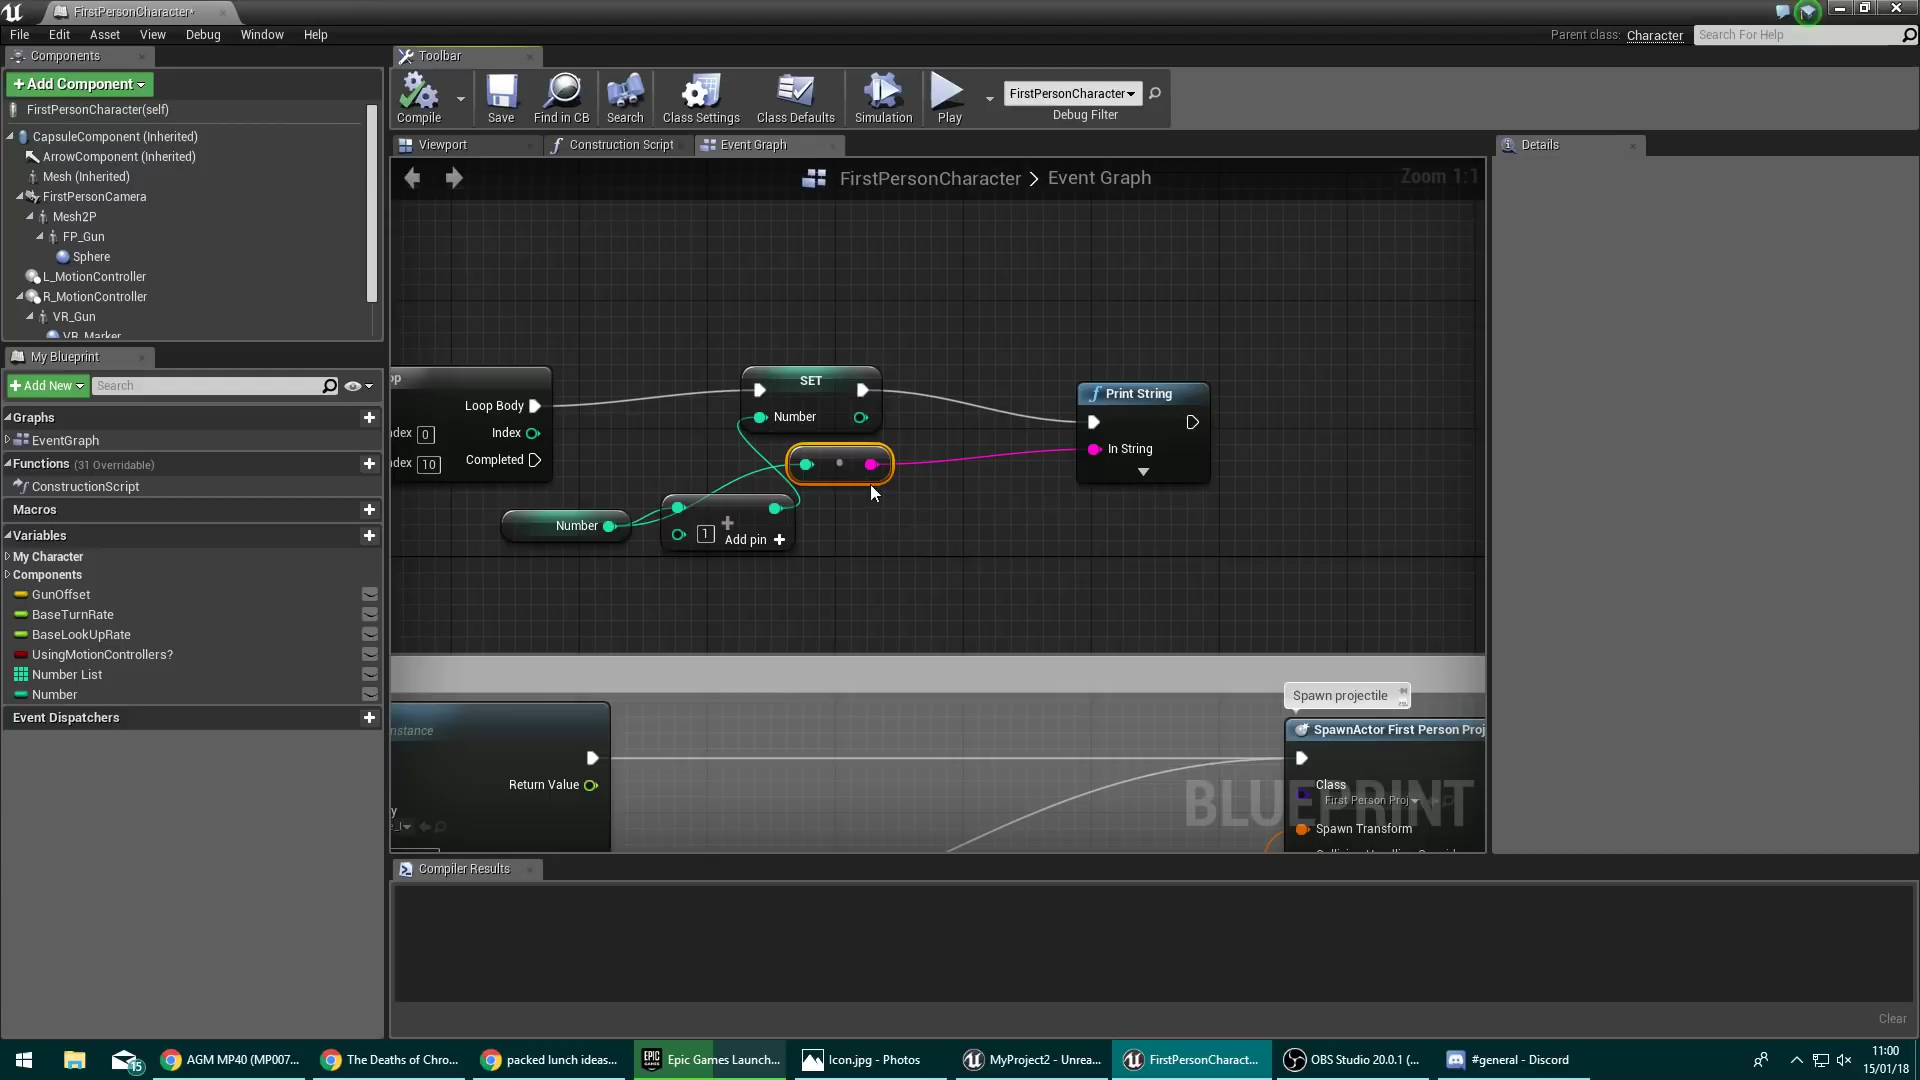 FirstPersonCharacter*
File Edit Asset View Debug Window Help
Parent class: Character Search For Help
Components
+Add Component
FirstPersonCharacter(self)
CapsuleComponent (Inherited)
ArrowComponent (Inherited)
Mesh (Inherited)
FirstPersonCamera
Mesh2P
FP_Gun
Sphere
L_MotionController
R_MotionController
VR_Gun
VR_Marker
Toolbar
Compile Save Find in CB Search Class Settings Class Defaults Simulation Play
FirstPersonCharacter
Debug Filter
Viewport Construction Script Event Graph
FirstPersonCharacter > Event Graph
Zoom 1:1
Details
My Blueprint
+Add New Search
Graphs
EventGraph
Functions (31 Overridable)
ConstructionScript
Macros
Variables
My Character
Components
GunOffset
BaseTurnRate
BaseLookUpRate
UsingMotionControllers?
Number List
Number
Event Dispatchers
op
Loop Body
ndex 0 Index
ndex 10 Completed
SET
Number
Print String
In String
Number
1 Add pin +
nstance
Return Value
Spawn projectile
SpawnActor First Person Proj
Class
First Person Proj
Spawn Transform
BLUEPRINT
Compiler Results
Clear
15
AGM MP40 (MP007...
The Deaths of Chro...
packed lunch ideas...
EPIC GAMES
Epic Games Launch...
Icon.jpg - Photos
MyProject2 - Unrea...
FirstPersonCharact...
OBS Studio 20.0.1 (...
#general - Discord
11:00
15/01/18